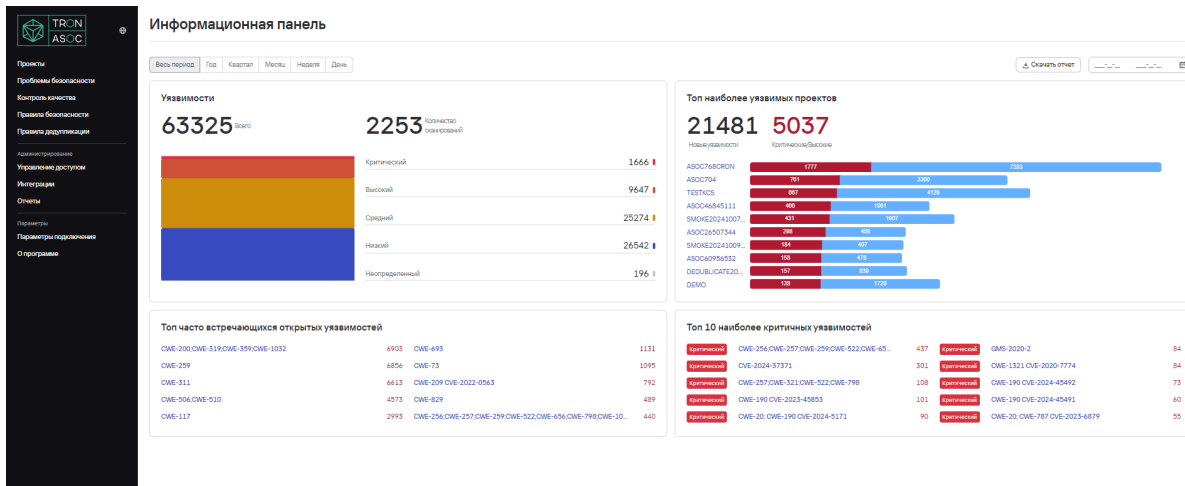 TRON
ASOC
Проекты
Проблемы безопасности
Контроль качества
Правила безопасности
Правила дедупликации
Администрирование
Управление доступом
Интеграции
Отчеты
Параметры
Параметры подключения
О программе
Информационная панель
Весь период Год Квартал Месяц Неделя День
Скачать отчет
__-_-_ __-_-_
Уязвимости
63325 Всего
2253 Количество сканирований
Критический 1666
Высокий 9647
Средний 25274
Низкий 26542
Неопределенный 196
Топ наиболее уязвимых проектов
21481 5037
Новые уязвимости Критические/Высокие
ASOC768CRON 1777 7283
ASOC704 761 3300
TESTKCS 667 4129
ASOC46845111 466 1661
SMOKE20241007... 431 1907
ASOC26507344 298 498
SMOKE20241009... 184 497
ASOC60956532 158 478
DEDUBLICATE20... 157 639
DEMO 138 1729
Топ часто встречающихся открытых уязвимостей
CWE-200;CWE-319;CWE-359;CWE-1032 6903 CWE-693 1131
CWE-259 6856 CWE-73 1095
CWE-311 6613 CWE-209 CVE-2022-0563 792
CWE-506;CWE-510 4573 CWE-829 489
CWE-117 2993 CWE-256;CWE-257;CWE-259;CWE-522;CWE-656;CWE-798;CWE-10... 440
Топ 10 наиболее критичных уязвимостей
Критический CWE-256;CWE-257;CWE-259;CWE-522;CWE-65... 437 Критический GMS-2020-2 84
Критический CVE-2024-37371 301 Критический CWE-1321 CVE-2020-7774 84
Критический CWE-257;CWE-321;CWE-522;CWE-798 108 Критический CWE-190 CVE-2024-45492 73
Критический CWE-190 CVE-2023-45853 101 Критический CWE-190 CVE-2024-45491 60
Критический CWE-20; CWE-190 CVE-2024-5171 90 Критический CWE-20; CWE-787 CVE-2023-6879 55